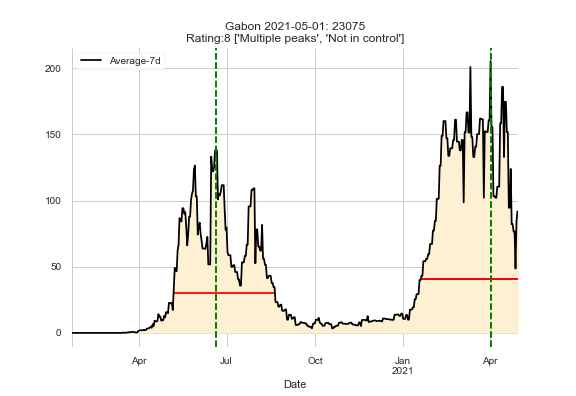 Gabon 2021-05-01: 23075
Rating:8 ['Multiple peaks', 'Not in control']
Average-7d
200
150
100
50
0
Apr
Jul
Oct
Jan
2021
Apr
Date